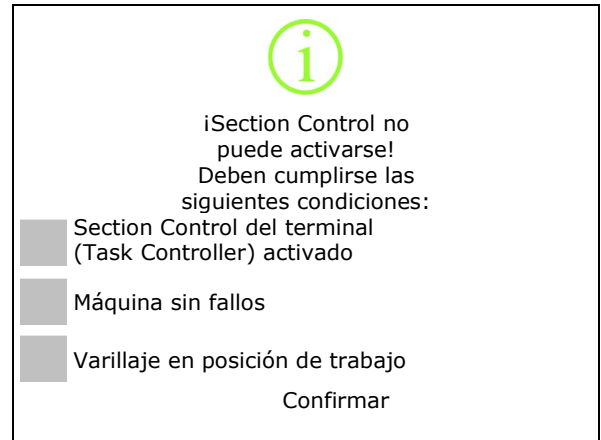 i
¡Section Control no
puede activarse!
Deben cumplirse las
siguientes condiciones:
Section Control del terminal
(Task Controller) activado
Máquina sin fallos
Varillaje en posición de trabajo
Confirmar